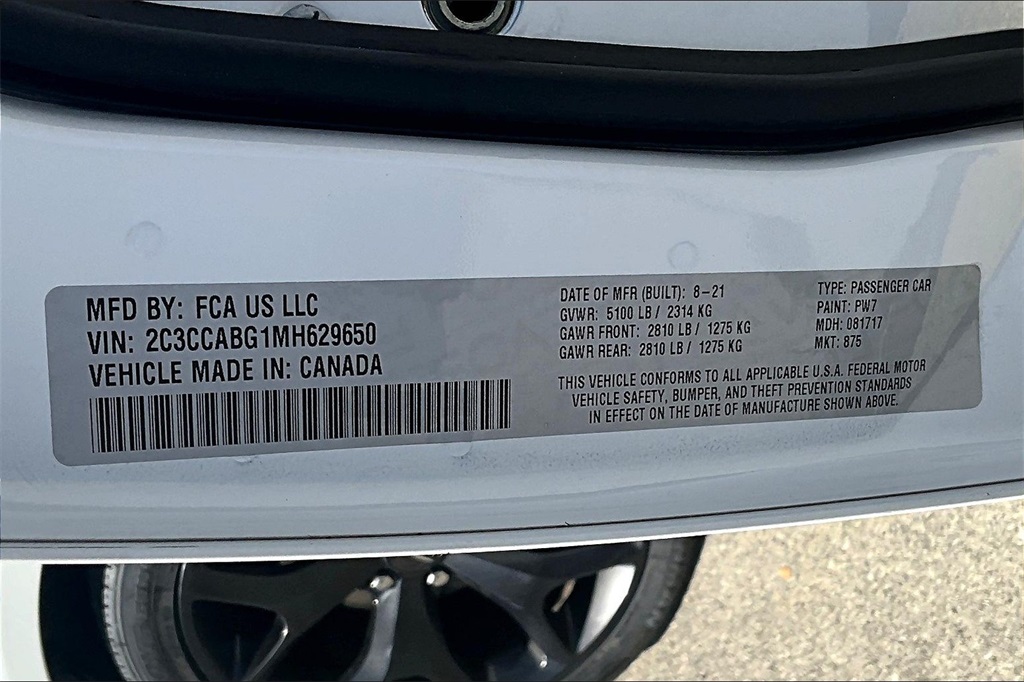 MFD BY: FCA US LLC
VIN: 2C3CCABG1MH629650
VEHICLE MADE IN: CANADA
DATE OF MFR (BUILT): 8-21
GVWR: 5100 LB / 2314 KG
GAWR FRONT: 2810 LB / 1275 KG
GAWR REAR: 2810 LB / 1275 KG
TYPE: PASSENGER CAR
PAINT: PW7
MDH: 081717
MKT: 875
THIS VEHICLE CONFORMS TO ALL APPLICABLE U.S.A. FEDERAL MOTOR
VEHICLE SAFETY, BUMPER, AND THEFT PREVENTION STANDARDS
IN EFFECT ON THE DATE OF MANUFACTURE SHOWN ABOVE.